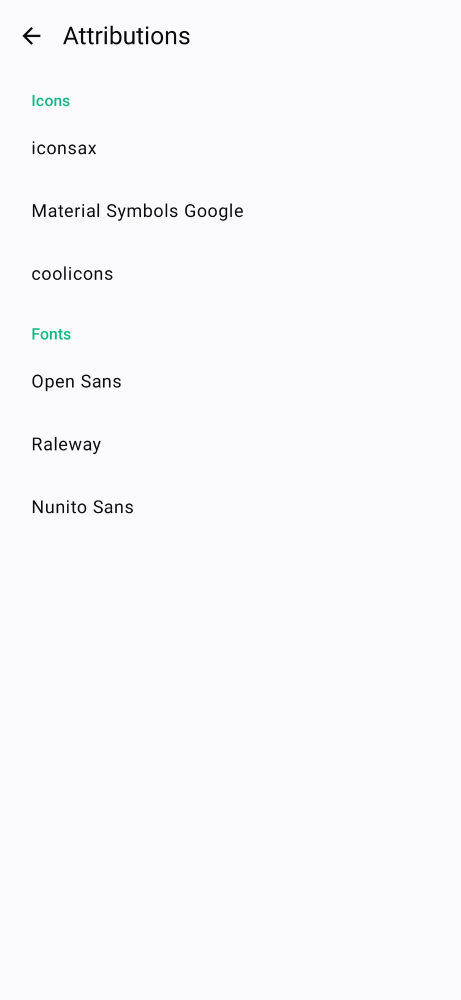 Attributions
Icons
iconsax
Material Symbols Google
coolicons
Fonts
Open Sans
Raleway
Nunito Sans